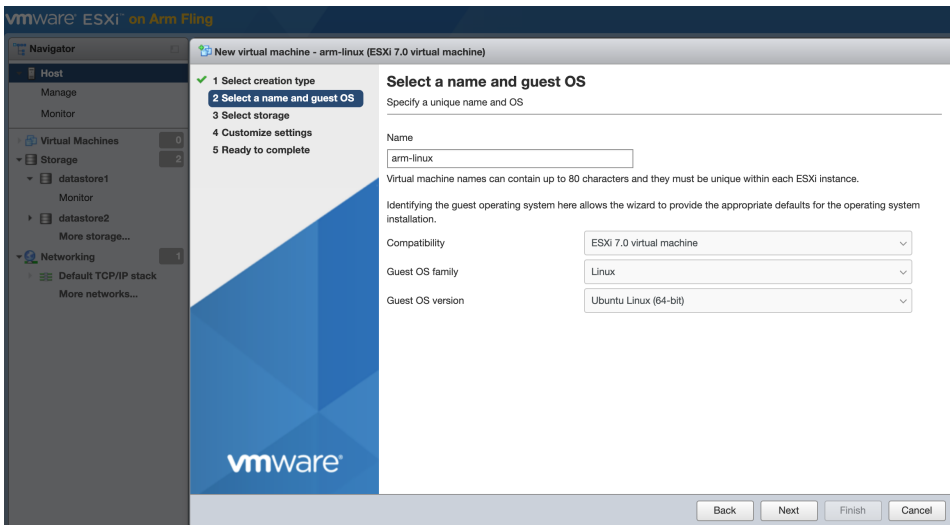 vmware® ESXi™ on Arm Fling
Navigator
Host
Manage
Monitor
Virtual Machines 0
Storage 2
datastore1
Monitor
datastore2
More storage...
Networking 1
Default TCP/IP stack
More networks...
New virtual machine - arm-linux (ESXi 7.0 virtual machine)
1 Select creation type
2 Select a name and guest OS
3 Select storage
4 Customize settings
5 Ready to complete
vmware®
Select a name and guest OS
Specify a unique name and OS
Name
arm-linux
Virtual machine names can contain up to 80 characters and they must be unique within each ESXi instance.
Identifying the guest operating system here allows the wizard to provide the appropriate defaults for the operating system
installation.
Compatibility ESXi 7.0 virtual machine
Guest OS family Linux
Guest OS version Ubuntu Linux (64-bit)
Back Next Finish Cancel